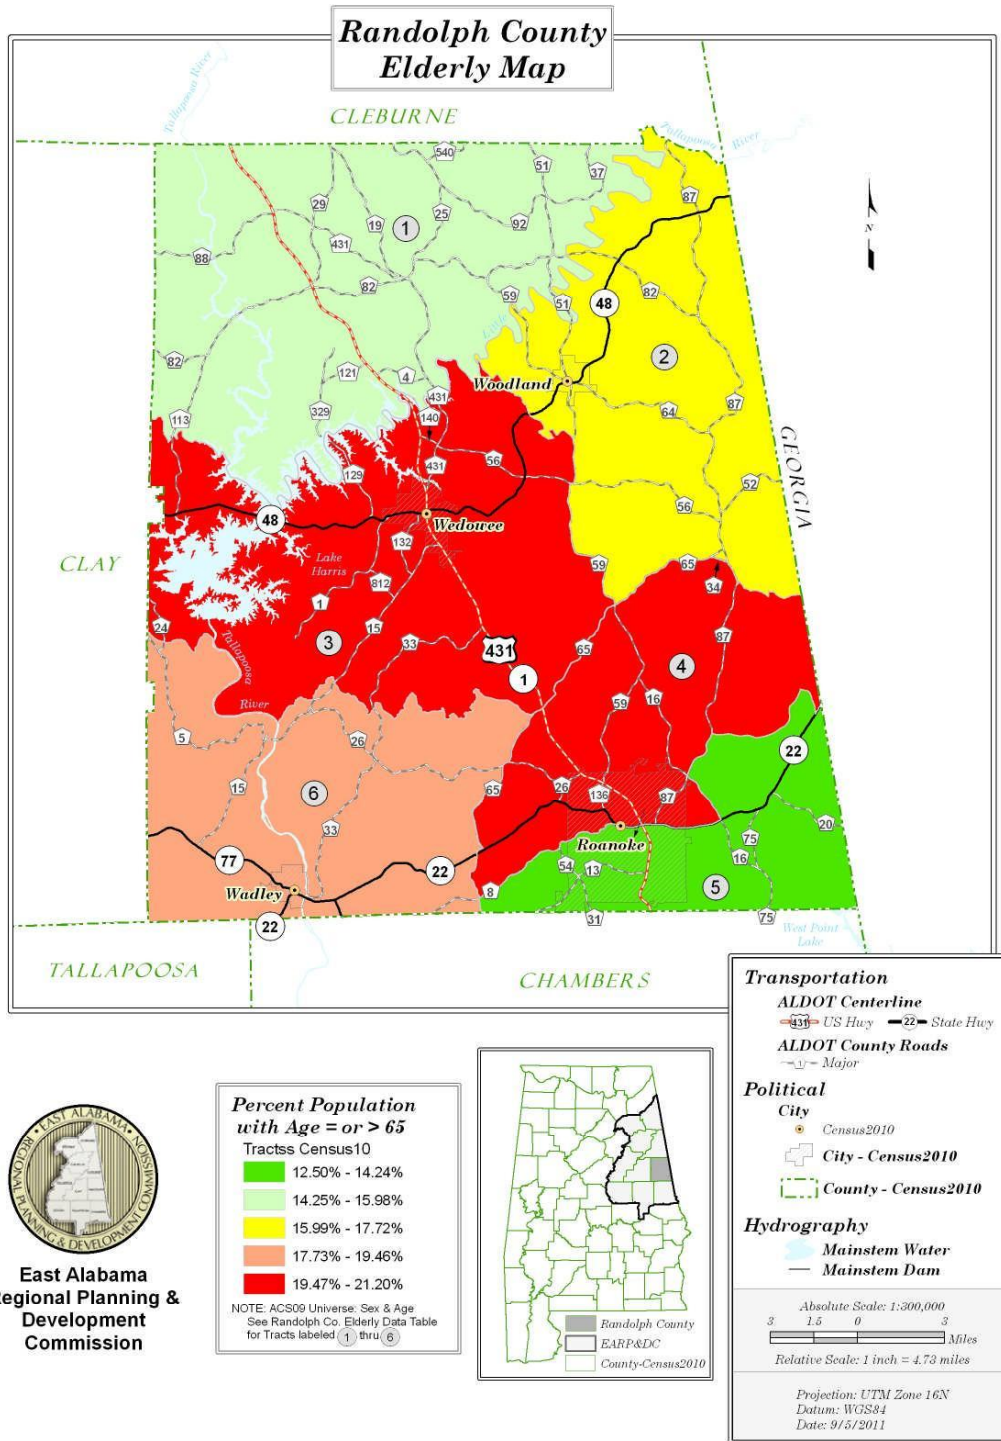 Randolph County
Elderly Map
CLEBURNE
Tallapoosa River
Tallapoosa River
540
51
37
87
29
25
19
92
1
431
88
82
59
51
48
82
N
2
82
121
4
Woodland
431
64
87
113
329
140
GEORGIA
129
431
56
52
56
48
Wedowee
CLAY
132
59
65
34
Lake
Harris
812
1
24
15
87
3
33
431
65
4
Tallapoosa
River
1
59
16
5
26
22
15
6
65
26
136
87
33
20
Roanoke
75
77
22
54
13
16
Wadley
8
5
22
31
75
West Point
Lake
TALLAPOOSA
CHAMBERS
Transportation
ALDOT Centerline
431 US Hwy 22 State Hwy
ALDOT County Roads
1 Major
Political
City
Census2010
City - Census2010
County - Census2010
Hydrography
Mainstem Water
Mainstem Dam
Absolute Scale: 1:300,000
3 1.5 0 3
Miles
Relative Scale: 1 inch = 4.73 miles
Projection: UTM Zone 16N
Datum: WGS84
Date: 9/5/2011
Percent Population
with Age = or > 65
Tractss Census10
12.50% - 14.24%
14.25% - 15.98%
15.99% - 17.72%
17.73% - 19.46%
19.47% - 21.20%
NOTE: ACS09 Universe: Sex & Age
See Randolph Co. Elderly Data Table
for Tracts labeled 1 thru 6
Randolph County
EARP&DC
County-Census2010
EAST ALABAMA
REGIONAL PLANNING & DEVELOPMENT COMMISSION
East Alabama
egional Planning &
Development
Commission